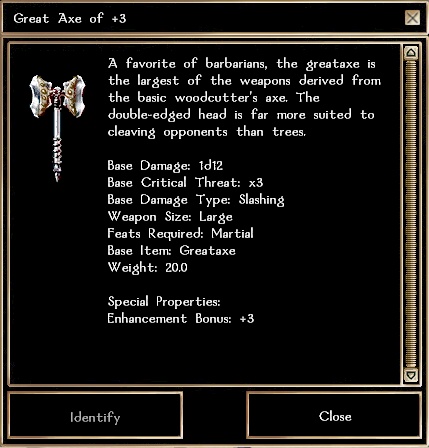 Great Axe of +3
A favorite of barbarians, the greataxe is
the largest of the weapons derived from
the basic woodcutter's axe. The
double-edged head is far more suited to
cleaving opponents than trees.
Base Damage: 1d12
Base Critical Threat: x3
Base Damage Type: Slashing
Weapon Size: Large
Feats Required: Martial
Base Item: Greataxe
Weight: 20.0
Special Properties:
Enhancement Bonus: +3
Identify
Close